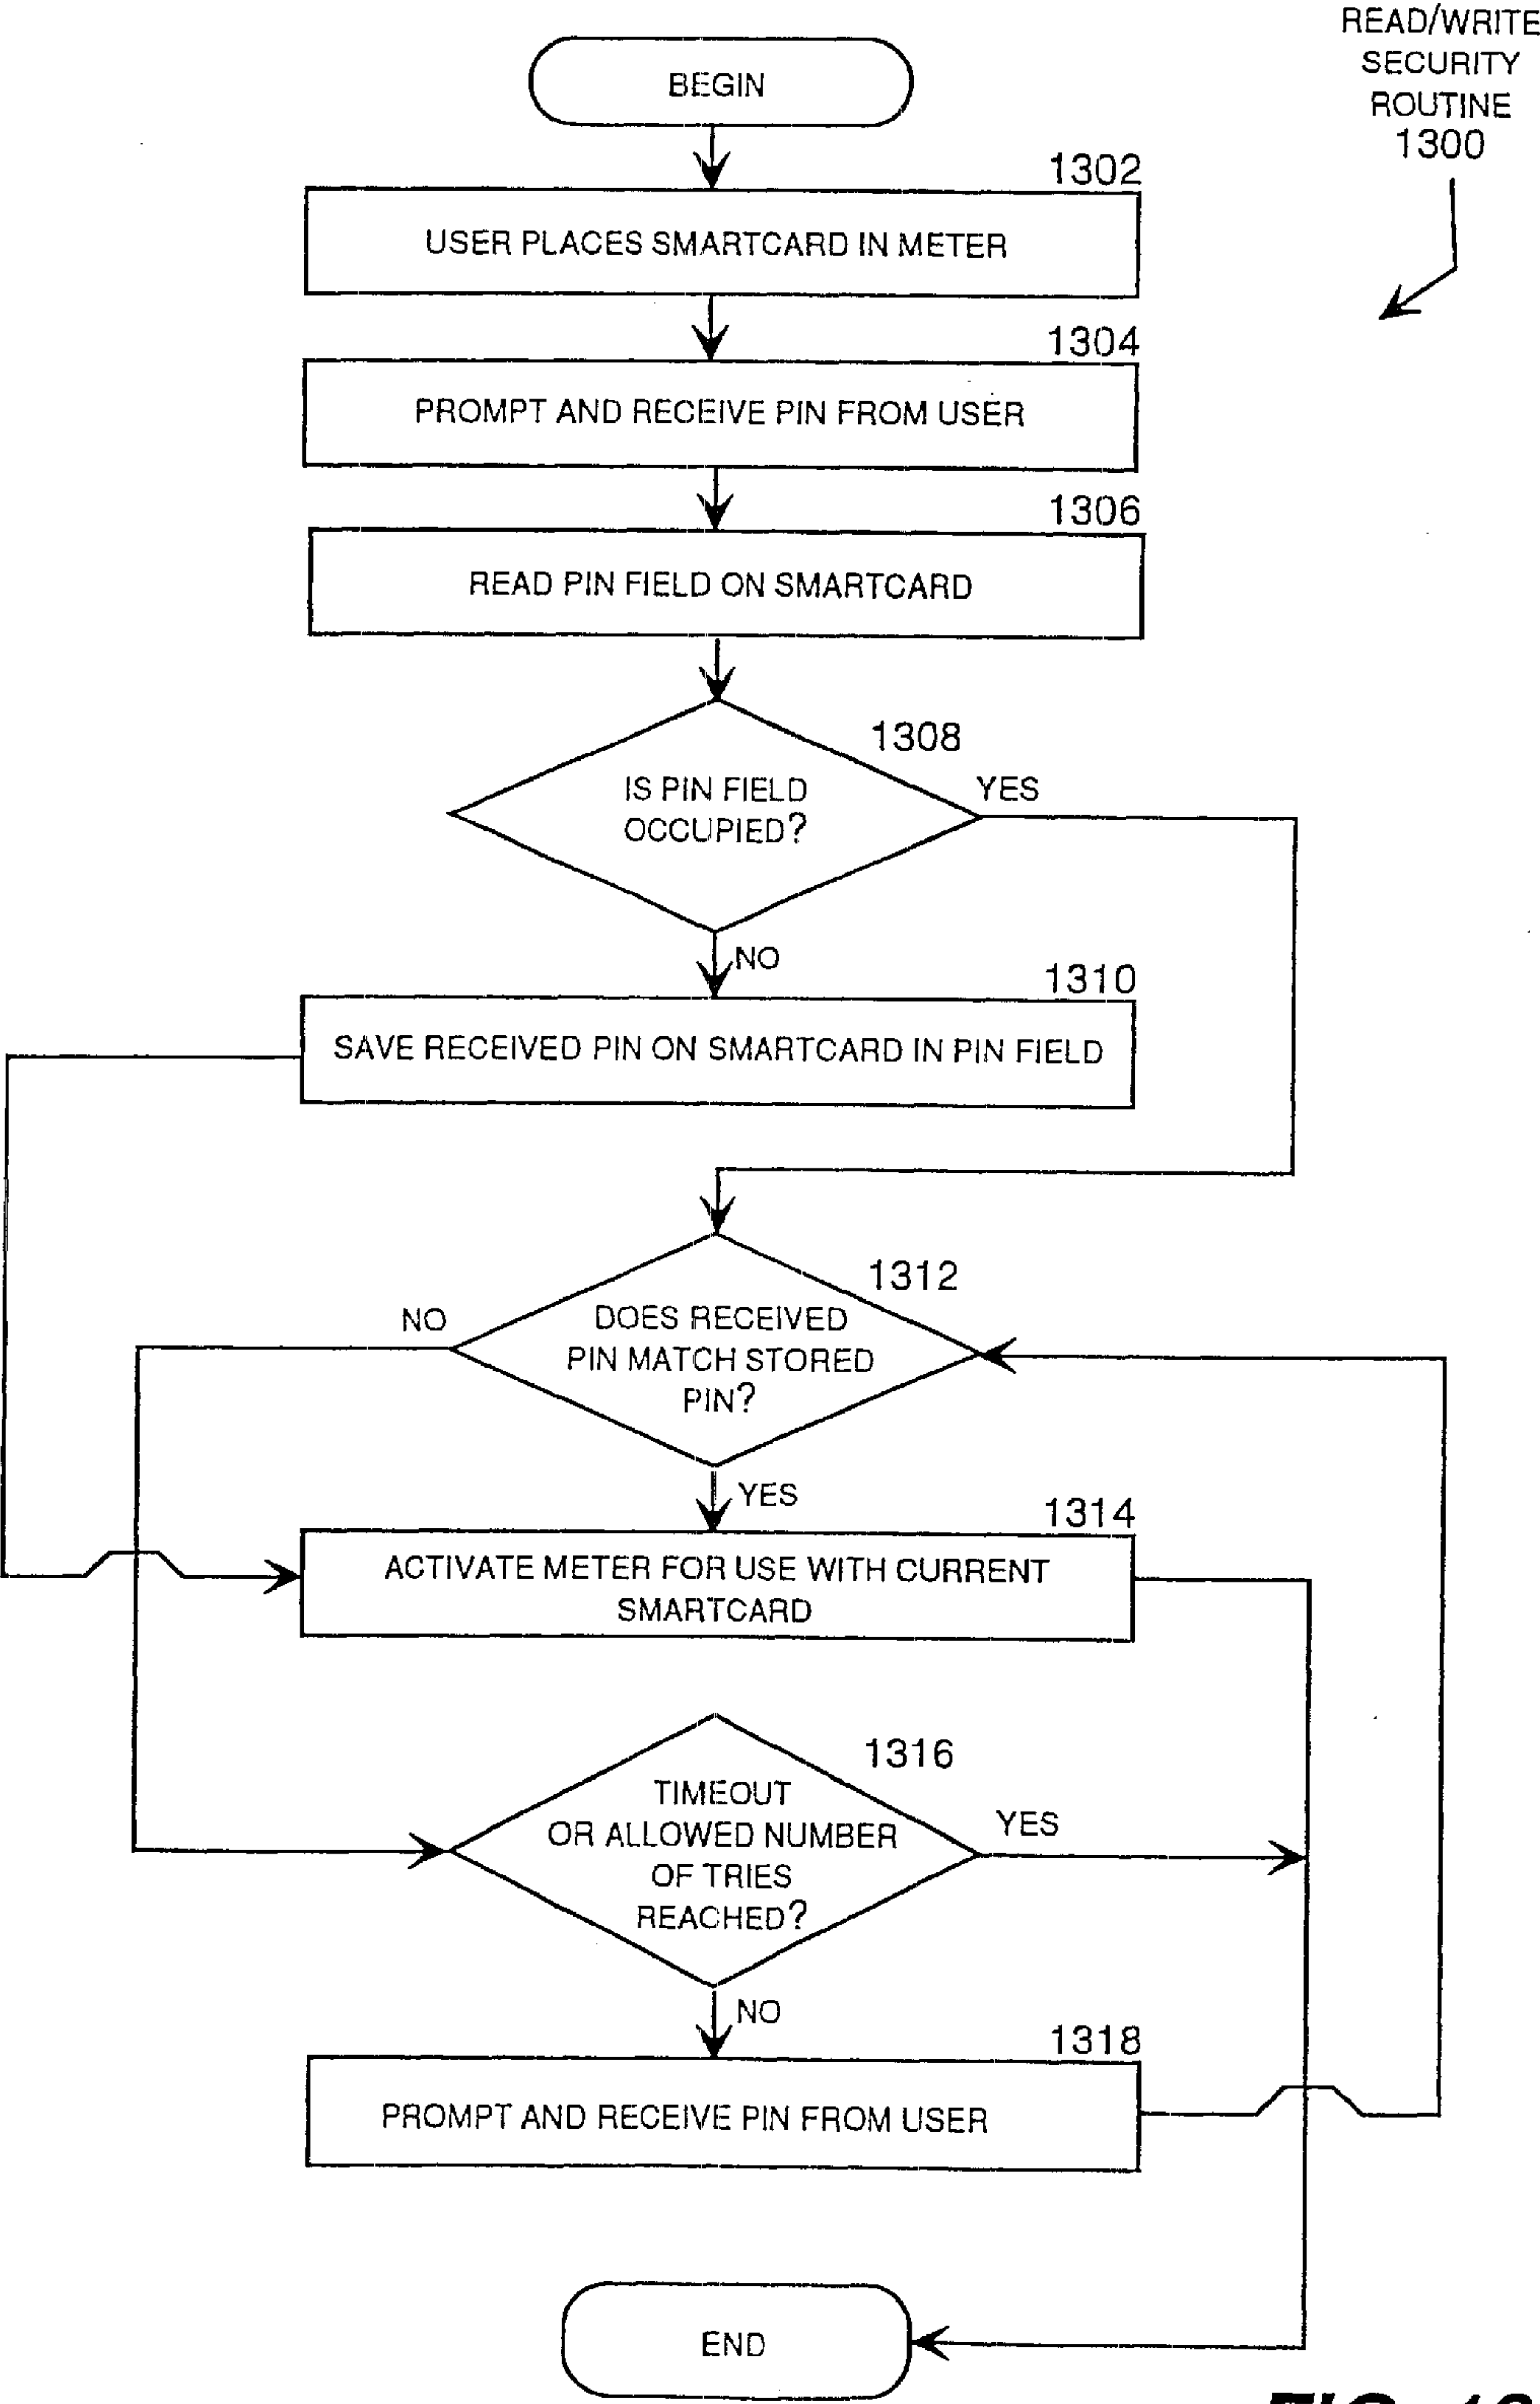 READ/WRITE
SECURITY
ROUTINE
1300
BEGIN
1302
USER PLACES SMARTCARD IN METER
1304
PROMPT AND RECEIVE PIN FROM USER
1306
READ PIN FIELD ON SMARTCARD
1308
IS PIN FIELD
OCCUPIED?
YES
NO
1310
SAVE RECEIVED PIN ON SMARTCARD IN PIN FIELD
1312
NO
DOES RECEIVED
PIN MATCH STORED
PIN?
YES
1314
ACTIVATE METER FOR USE WITH CURRENT
SMARTCARD
1316
TIMEOUT
OR ALLOWED NUMBER
OF TRIES
REACHED?
YES
NO
1318
PROMPT AND RECEIVE PIN FROM USER
END